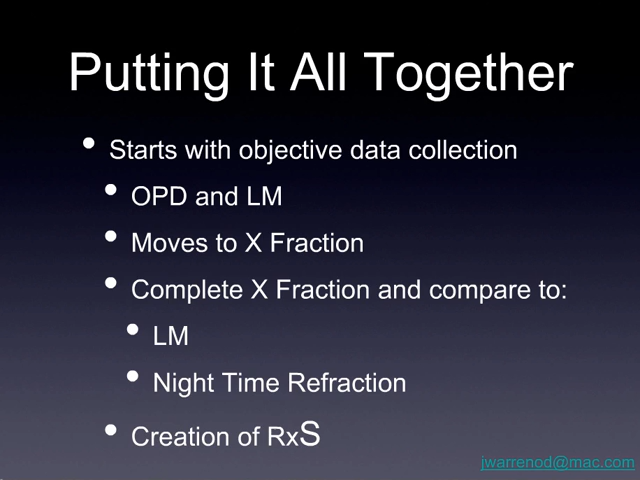 Putting It All Together
• Starts with objective data collection
• OPD and LM
• Moves to X Fraction
• Complete X Fraction and compare to:
• LM
• Night Time Refraction
• Creation of RxS
jwarrenod@mac.com